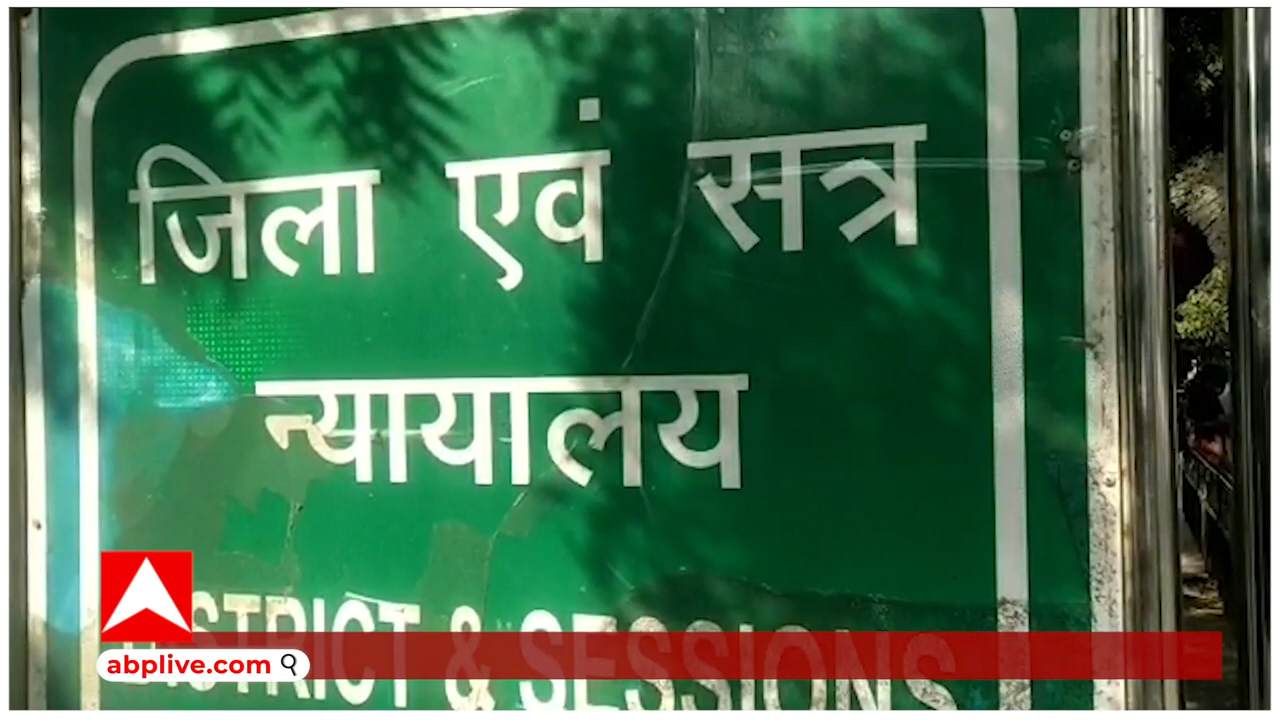 जिला एवं सत्र
न्यायालय
DISTRICT & SESSIONS
abplive.com